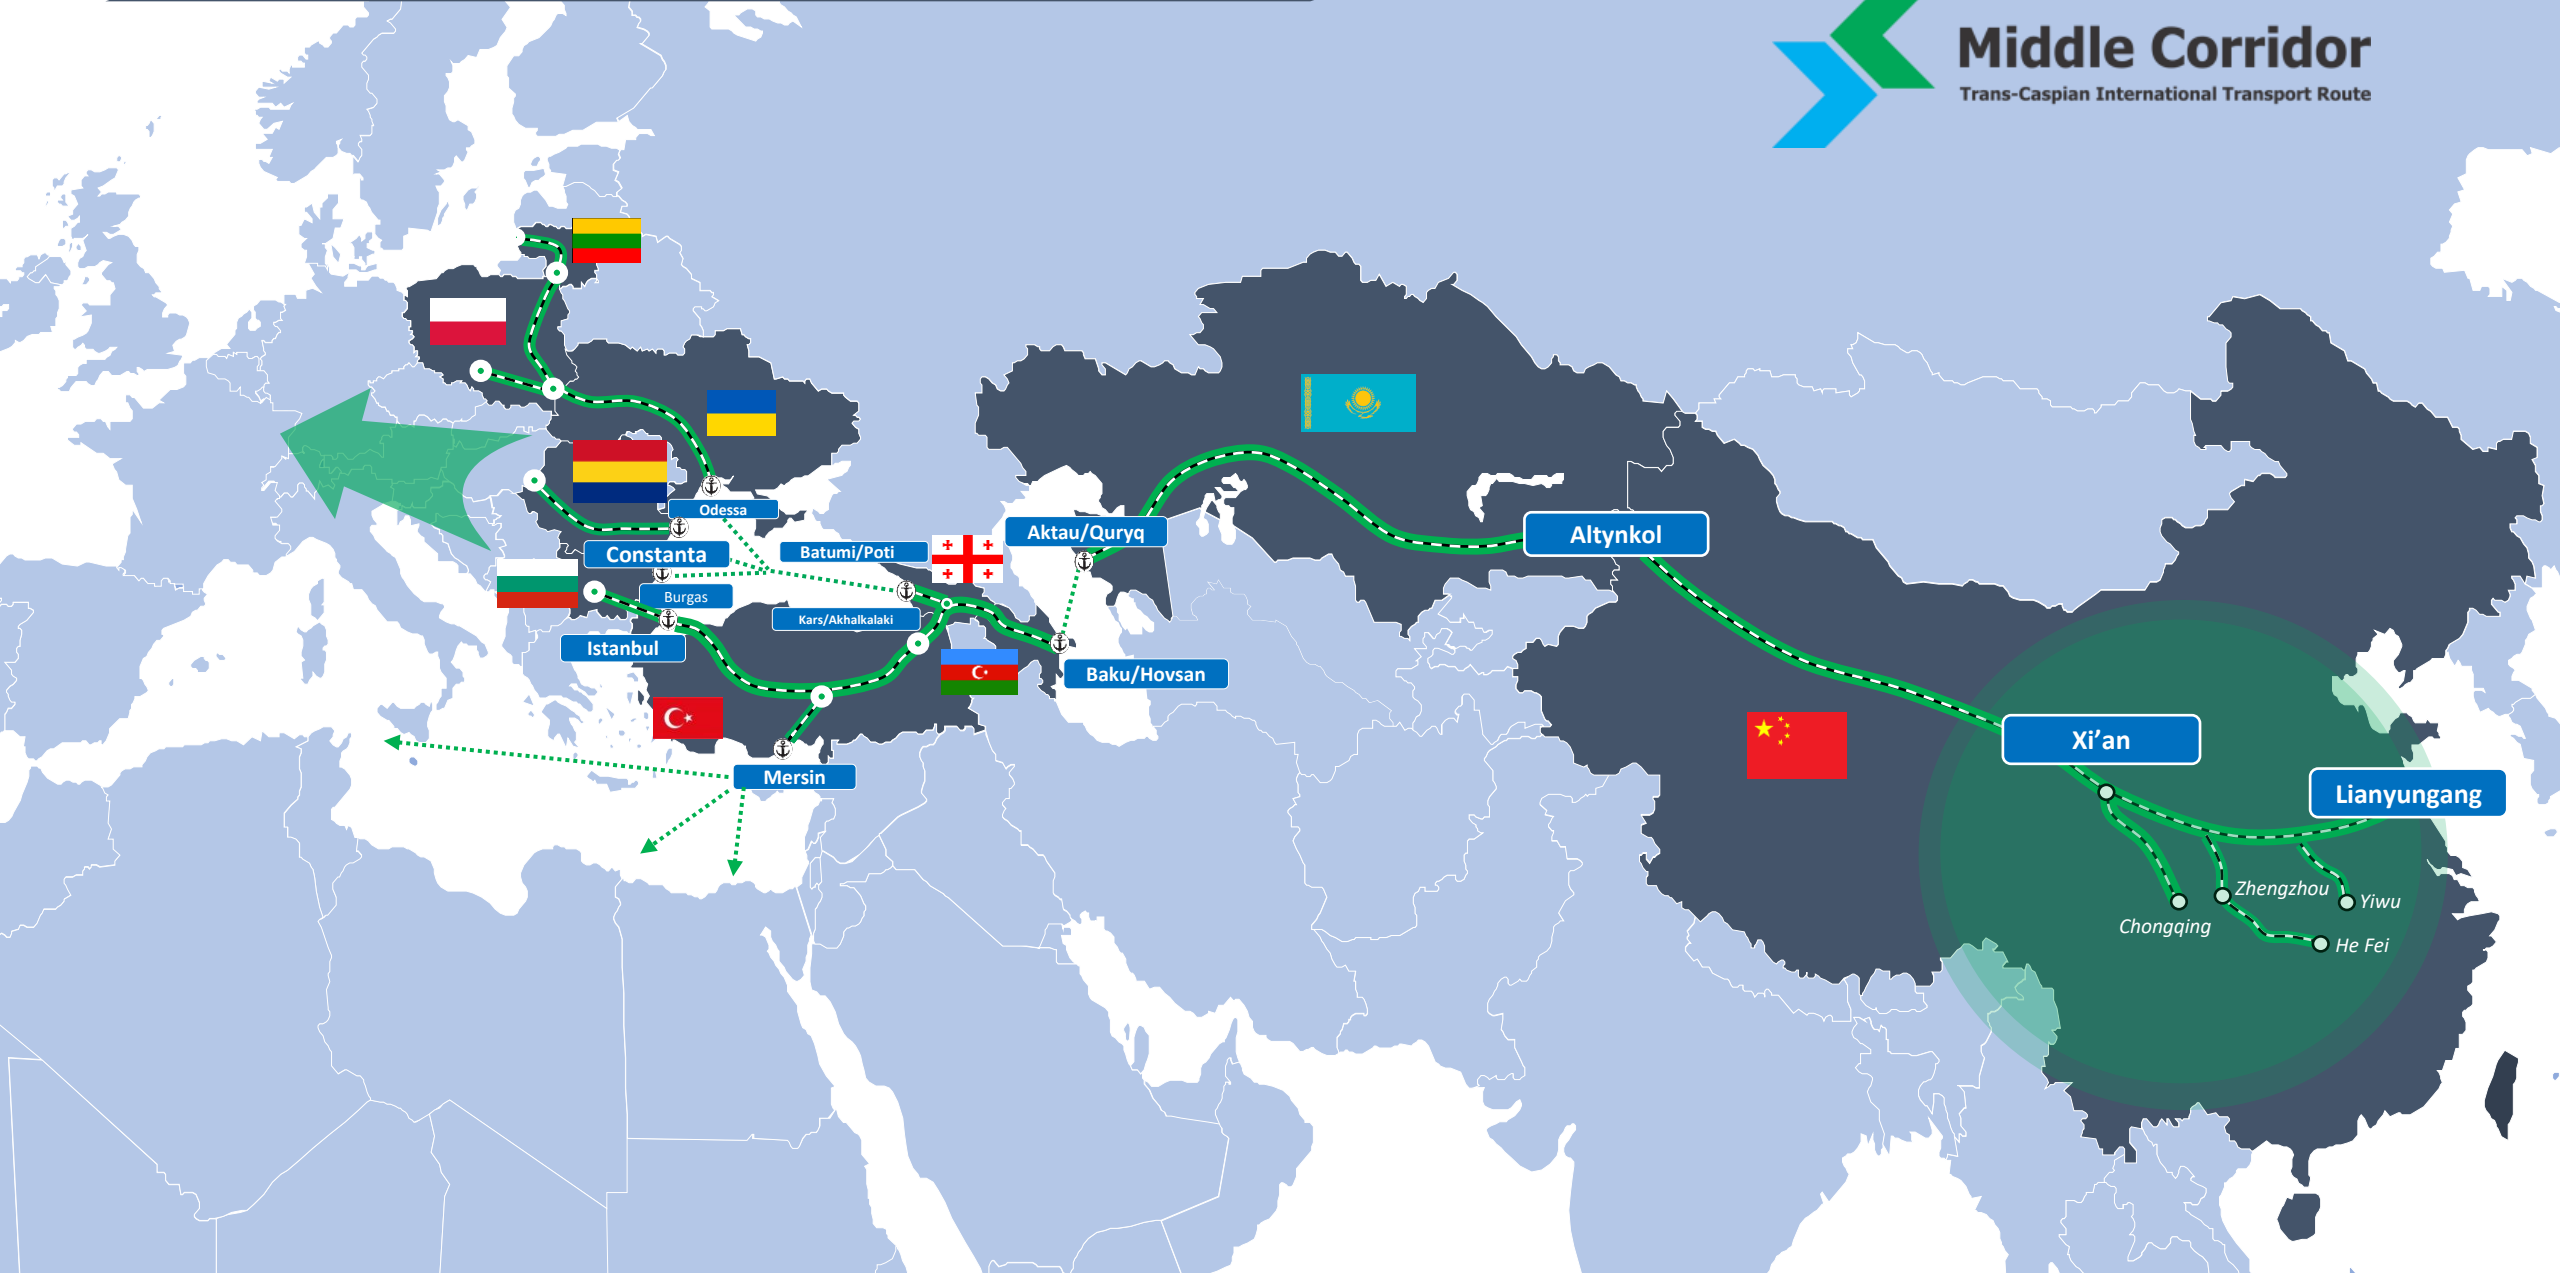 Middle Corridor
Trans-Caspian International Transport Route
Odessa
Aktau/Quryq
Altynkol
Constanta
Batumi/Poti
Burgas
Kars/Akhalkalaki
Istanbul
Baku/Hovsan
Xi’an
Mersin
Lianyungang
Zhengzhou
Yiwu
Chongqing
He Fei